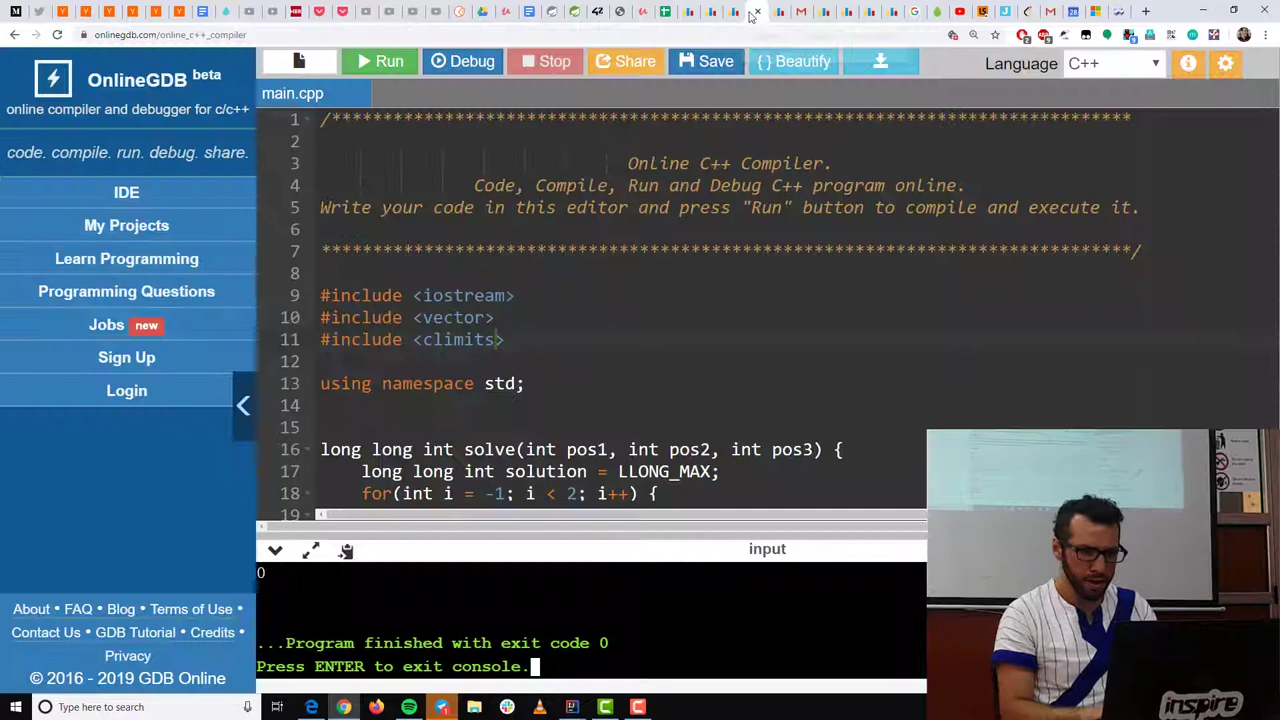 onlinegdb.com/online_c++_compiler
OnlineGDB beta
online compiler and debugger for c/c++
code. compile. run. debug. share.
IDE
My Projects
Learn Programming
Programming Questions
Jobs new
Sign Up
Login
About • FAQ • Blog • Terms of Use •
Contact Us • GDB Tutorial • Credits •
Privacy
© 2016 - 2019 GDB Online
Run
Debug
Stop
Share
Save
{ } Beautify
Language C++
main.cpp
1 /******************************************************************************
2
3 Online C++ Compiler.
4 Code, Compile, Run and Debug C++ program online.
5 Write your code in this editor and press "Run" button to compile and execute it.
6
7 *******************************************************************************/
8
9 #include <iostream>
10 #include <vector>
11 #include <climits>
12
13 using namespace std;
14
15
16 long long int solve(int pos1, int pos2, int pos3) {
17 long long int solution = LLONG_MAX;
18 for(int i = -1; i < 2; i++) {
19
input
0
...Program finished with exit code 0
Press ENTER to exit console.
Type here to search
inspire